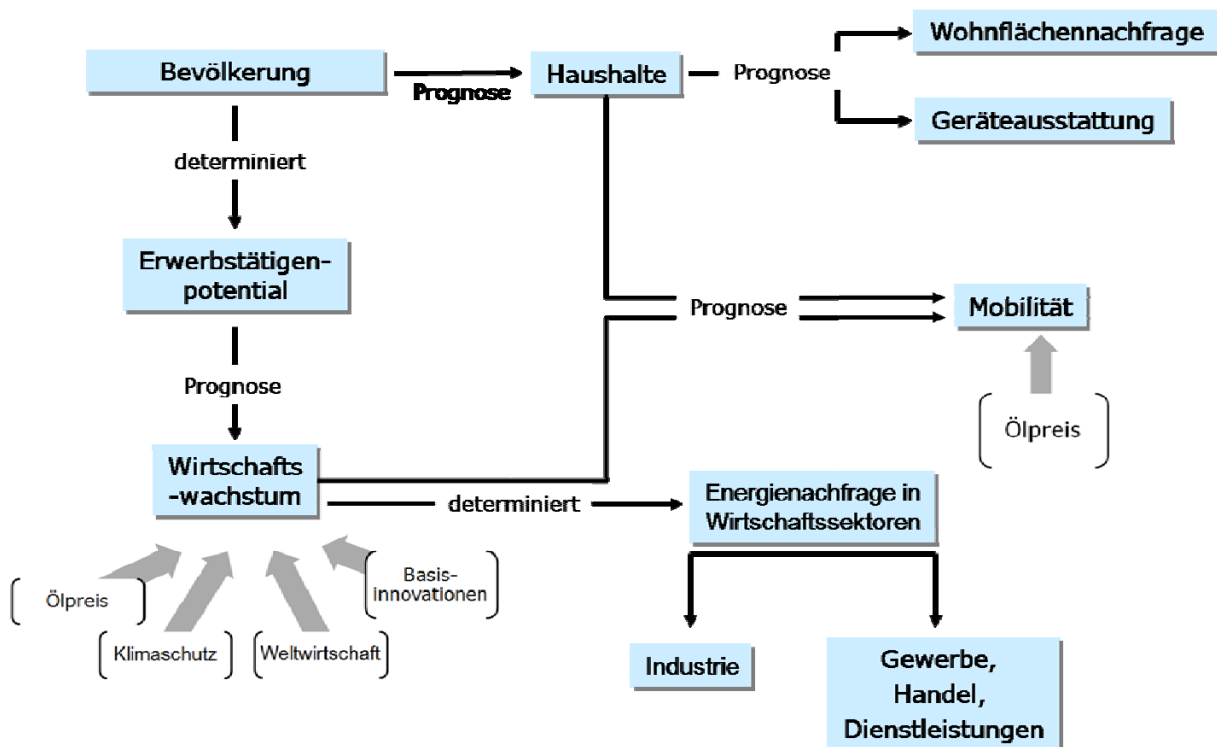 Wohnflächennachfrage
Bevölkerung
Haushalte
Prognose
Prognose
Geräteausstattung
determiniert
Erwerbstätigen-
potential
Prognose
Mobilität
Prognose
Ölpreis
Wirtschafts
-wachstum
determiniert
Energienachfrage in
Wirtschaftssektoren
Ölpreis
Klimaschutz
Weltwirtschaft
Basis-
innovationen
Industrie
Gewerbe,
Handel,
Dienstleistungen